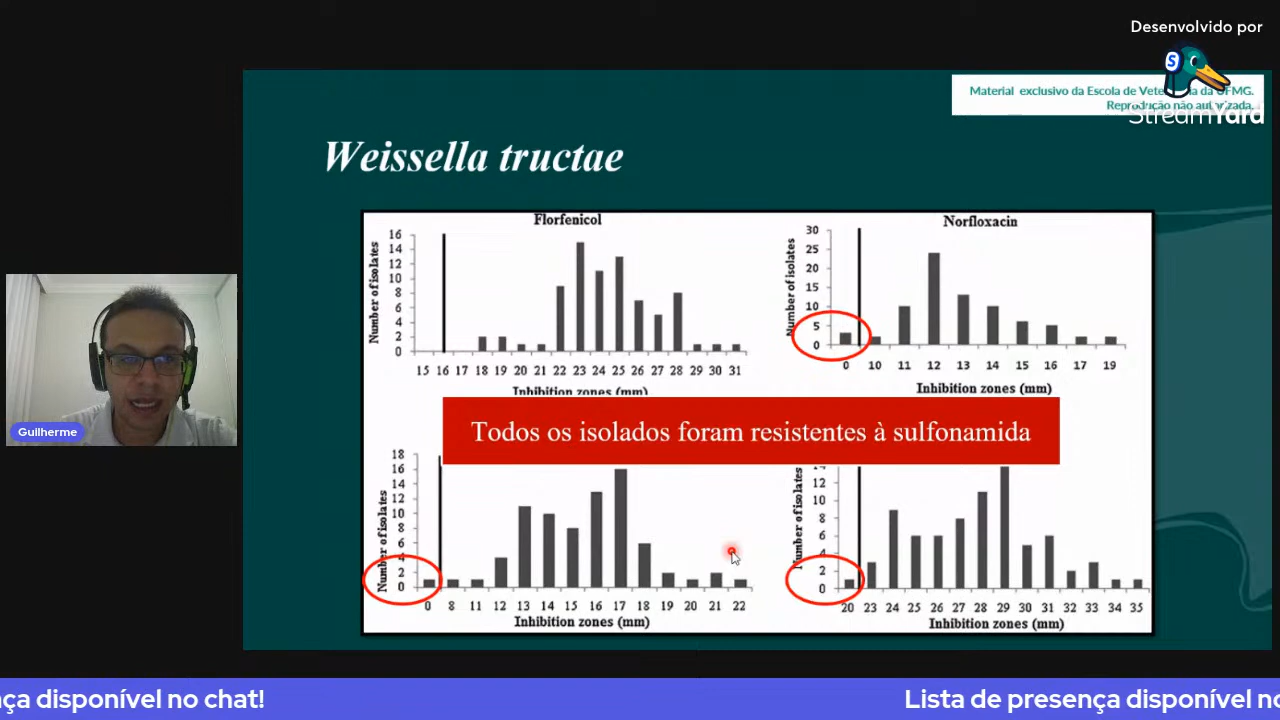 Desenvolvido por
StreamYard
Material exclusivo da Escola de Veterinária da UFMG.
Reprodução não autorizada.
Weissella tructae
Florfenicol
Number of isolates
16
14
12
10
8
6
4
2
0
15 16 17 18 19 20 21 22 23 24 25 26 27 28 29 30 31
Inhibition zones (mm)
Norfloxacin
Number of isolates
30
25
20
15
10
5
0
0 10 11 12 13 14 15 16 17 19
Inhibition zones (mm)
Todos os isolados foram resistentes à sulfonamida
Number of isolates
18
16
14
12
10
8
6
4
2
0
0 8 11 12 13 14 15 16 17 18 19 20 21 22
Inhibition zones (mm)
Number of isolates
14
12
10
8
6
4
2
0
20 23 24 25 26 27 28 29 30 31 32 33 34 35
Inhibition zones (mm)
Guilherme
ça disponível no chat!
Lista de presença disponível no